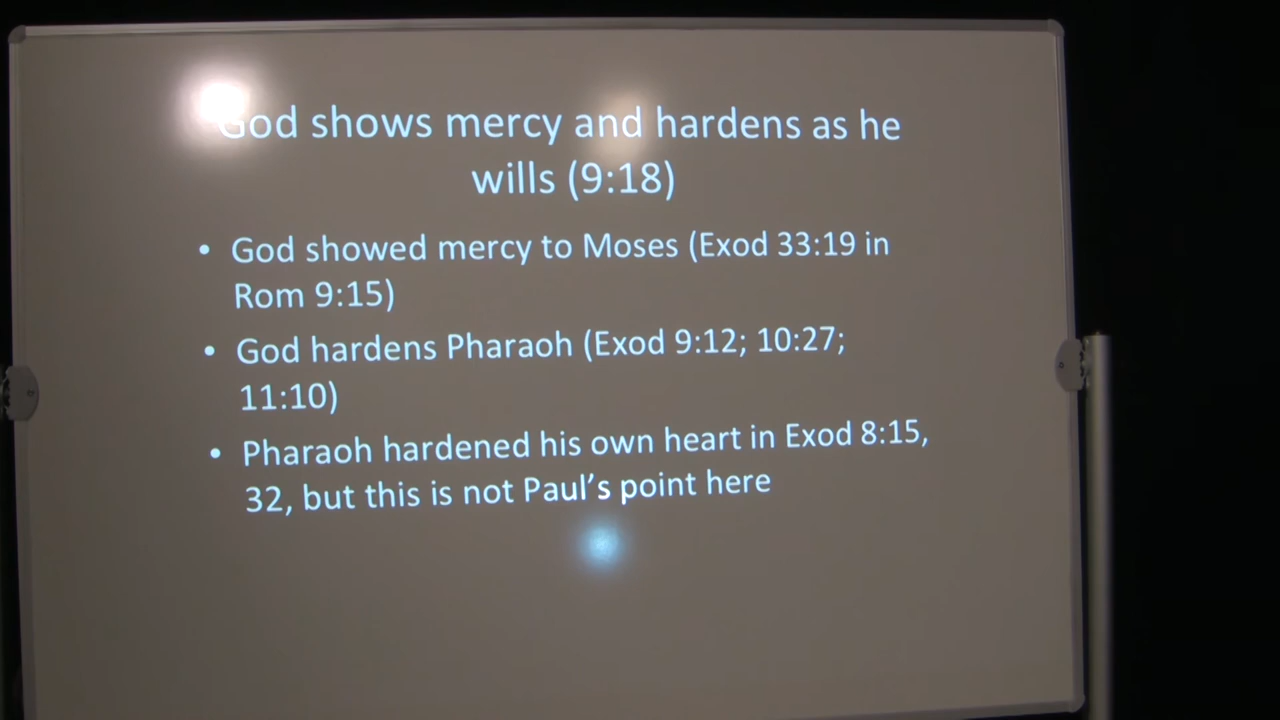 God shows mercy and hardens as he
wills (9:18)
• God showed mercy to Moses (Exod 33:19 in
Rom 9:15)
• God hardens Pharaoh (Exod 9:12; 10:27;
11:10)
• Pharaoh hardened his own heart in Exod 8:15,
32, but this is not Paul’s point here